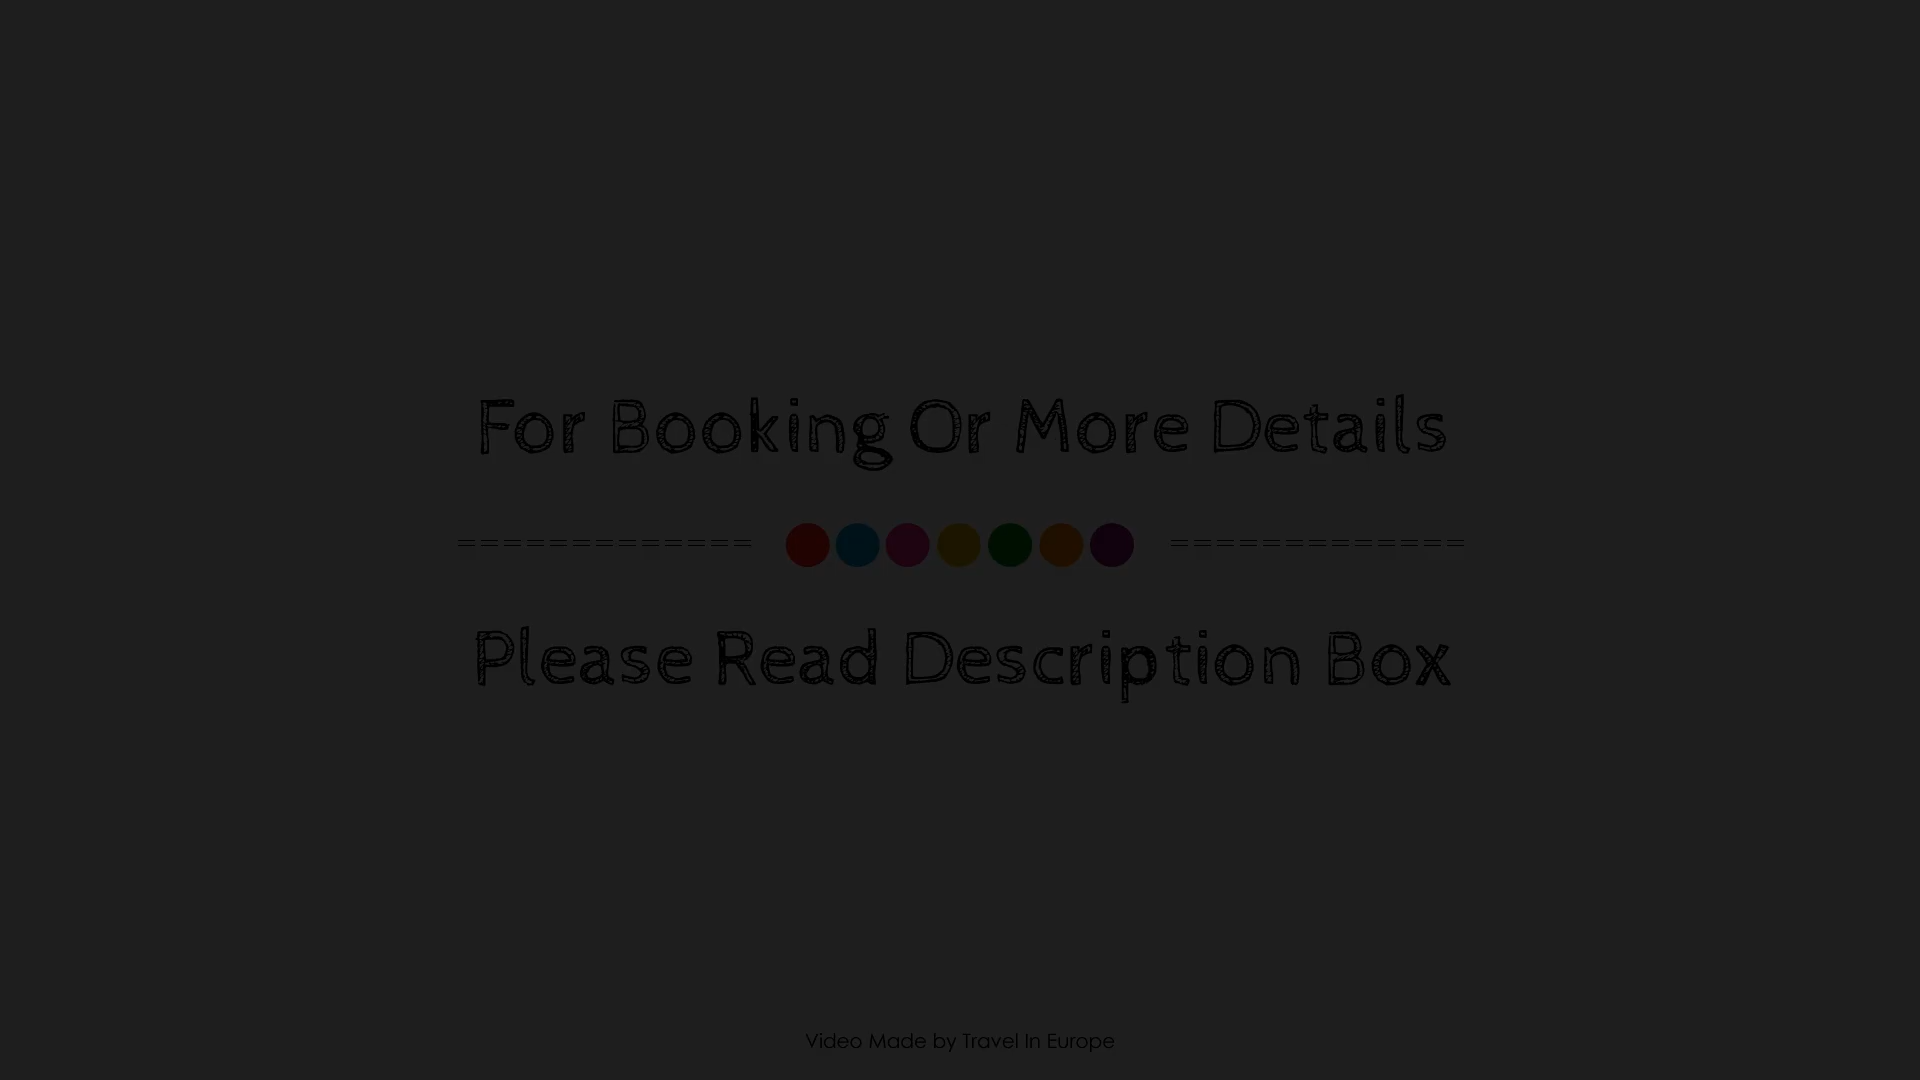 For Booking Or More Details
============= =============
Please Read Description Box
Video Made by Travel In Europe